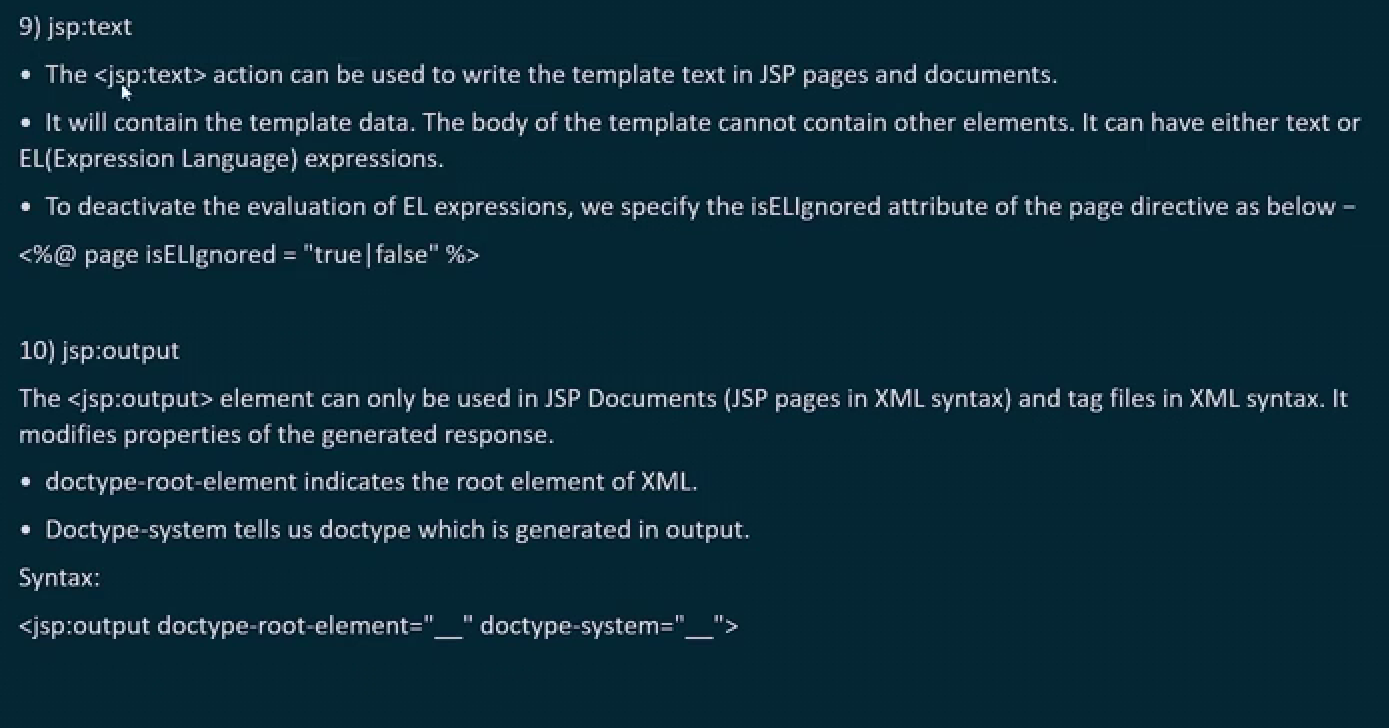 9) jsp:text
• The <jsp:text> action can be used to write the template text in JSP pages and documents.
• It will contain the template data. The body of the template cannot contain other elements. It can have either text or
EL(Expression Language) expressions.
• To deactivate the evaluation of EL expressions, we specify the isELIgnored attribute of the page directive as below −
<%@ page isELIgnored = "true|false" %>
10) jsp:output
The <jsp:output> element can only be used in JSP Documents (JSP pages in XML syntax) and tag files in XML syntax. It
modifies properties of the generated response.
• doctype-root-element indicates the root element of XML.
• Doctype-system tells us doctype which is generated in output.
Syntax:
<jsp:output doctype-root-element="__" doctype-system="__">